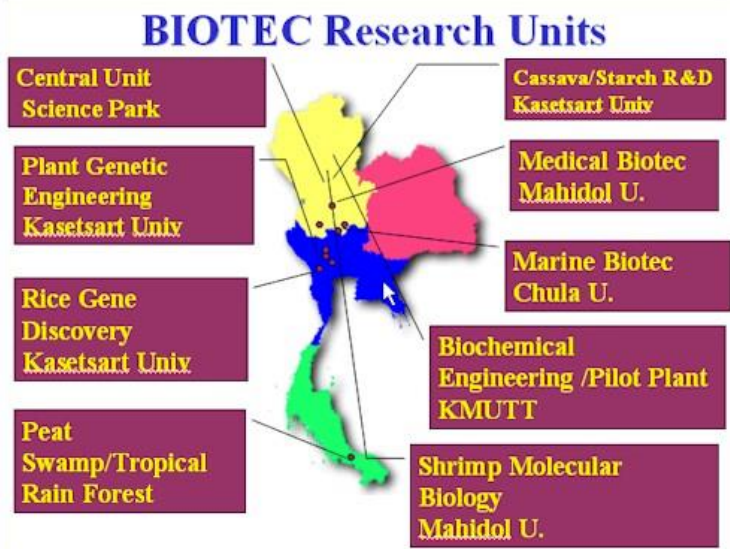 BIOTEC Research Units
Central Unit
Science Park
Cassava/Starch R&D
Kasetsart Univ
Plant Genetic
Engineering
Kasetsart Univ
Medical Biotec
Mahidol U.
Marine Biotec
Chula U.
Rice Gene
Discovery
Kasetsart Univ
Biochemical
Engineering /Pilot Plant
KMUTT
Peat
Swamp/Tropical
Rain Forest
Shrimp Molecular
Biology
Mahidol U.